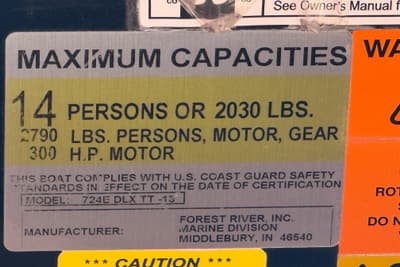 See Owner's Manual f
MAXIMUM CAPACITIES
14 PERSONS OR 2030 LBS.
2790 LBS. PERSONS, MOTOR, GEAR
300 H.P. MOTOR
THIS BOAT COMPLIES WITH U.S. COAST GUARD SAFETY
STANDARDS IN EFFECT ON THE DATE OF CERTIFICATION
MODEL: 724E DLX TT -13
MANUFACTURER: FOREST RIVER, INC.
MARINE DIVISION
MIDDLEBURY, IN 46540
*** CAUTION ***
WA
ROT
DO N